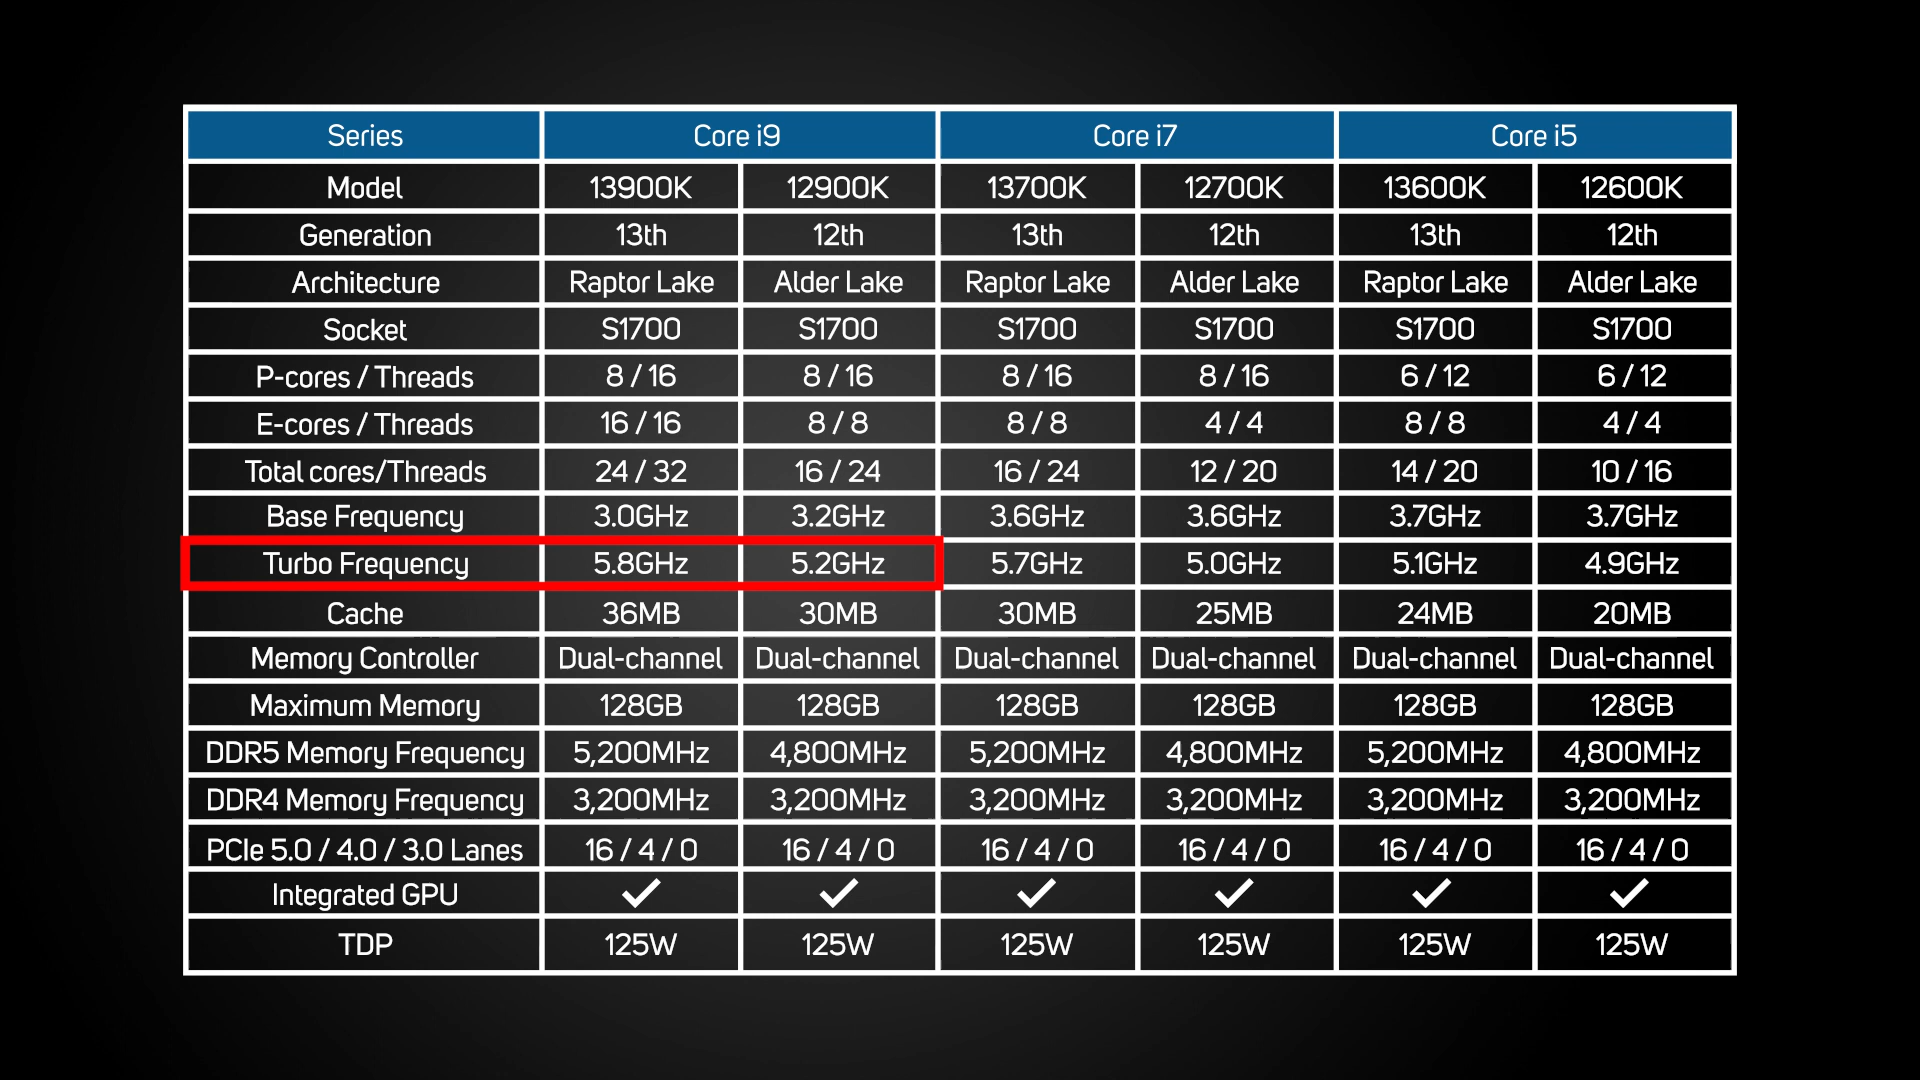 Series Core i9 Core i7 Core i5
Model 13900K 12900K 13700K 12700K 13600K 12600K
Generation 13th 12th 13th 12th 13th 12th
Architecture Raptor Lake Alder Lake Raptor Lake Alder Lake Raptor Lake Alder Lake
Socket S1700 S1700 S1700 S1700 S1700 S1700
P-cores / Threads 8 / 16 8 / 16 8 / 16 8 / 16 6 / 12 6 / 12
E-cores / Threads 16 / 16 8 / 8 8 / 8 4 / 4 8 / 8 4 / 4
Total cores/Threads 24 / 32 16 / 24 16 / 24 12 / 20 14 / 20 10 / 16
Base Frequency 3.0GHz 3.2GHz 3.6GHz 3.6GHz 3.7GHz 3.7GHz
Turbo Frequency 5.8GHz 5.2GHz 5.7GHz 5.0GHz 5.1GHz 4.9GHz
Cache 36MB 30MB 30MB 25MB 24MB 20MB
Memory Controller Dual-channel Dual-channel Dual-channel Dual-channel Dual-channel Dual-channel
Maximum Memory 128GB 128GB 128GB 128GB 128GB 128GB
DDR5 Memory Frequency 5,200MHz 4,800MHz 5,200MHz 4,800MHz 5,200MHz 4,800MHz
DDR4 Memory Frequency 3,200MHz 3,200MHz 3,200MHz 3,200MHz 3,200MHz 3,200MHz
PCIe 5.0 / 4.0 / 3.0 Lanes 16 / 4 / 0 16 / 4 / 0 16 / 4 / 0 16 / 4 / 0 16 / 4 / 0 16 / 4 / 0
Integrated GPU ✓ ✓ ✓ ✓ ✓ ✓
TDP 125W 125W 125W 125W 125W 125W